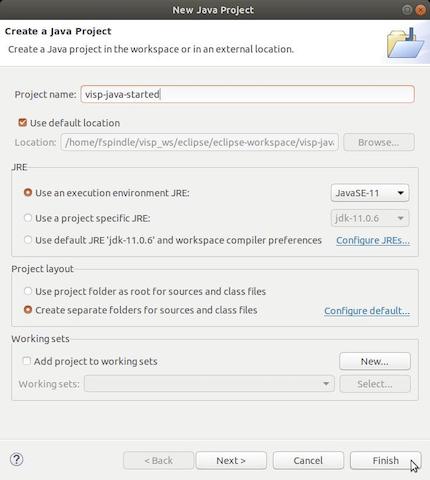 New Java Project
Create a Java Project
Create a Java project in the workspace or in an external location.
Project name: visp-java-started
Use default location
Location: /home/fspindle/visp_ws/eclipse/eclipse-workspace/visp-java Browse...
JRE
Use an execution environment JRE: JavaSE-11
Use a project specific JRE: jdk-11.0.6
Use default JRE 'jdk-11.0.6' and workspace compiler preferences Configure JREs...
Project layout
Use project folder as root for sources and class files
Create separate folders for sources and class files Configure default...
Working sets
Add project to working sets New...
Working sets: Select...
? < Back Next > Cancel Finish